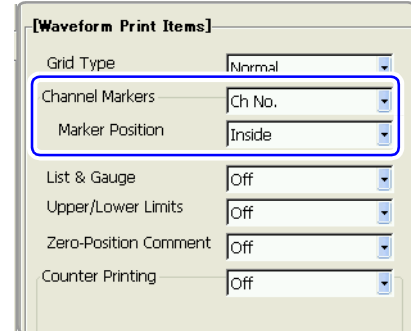 [Waveform Print Items]
Grid Type Normal
Channel Markers Ch No.
Marker Position Inside
List & Gauge Off
Upper/Lower Limits Off
Zero-Position Comment Off
Counter Printing Off